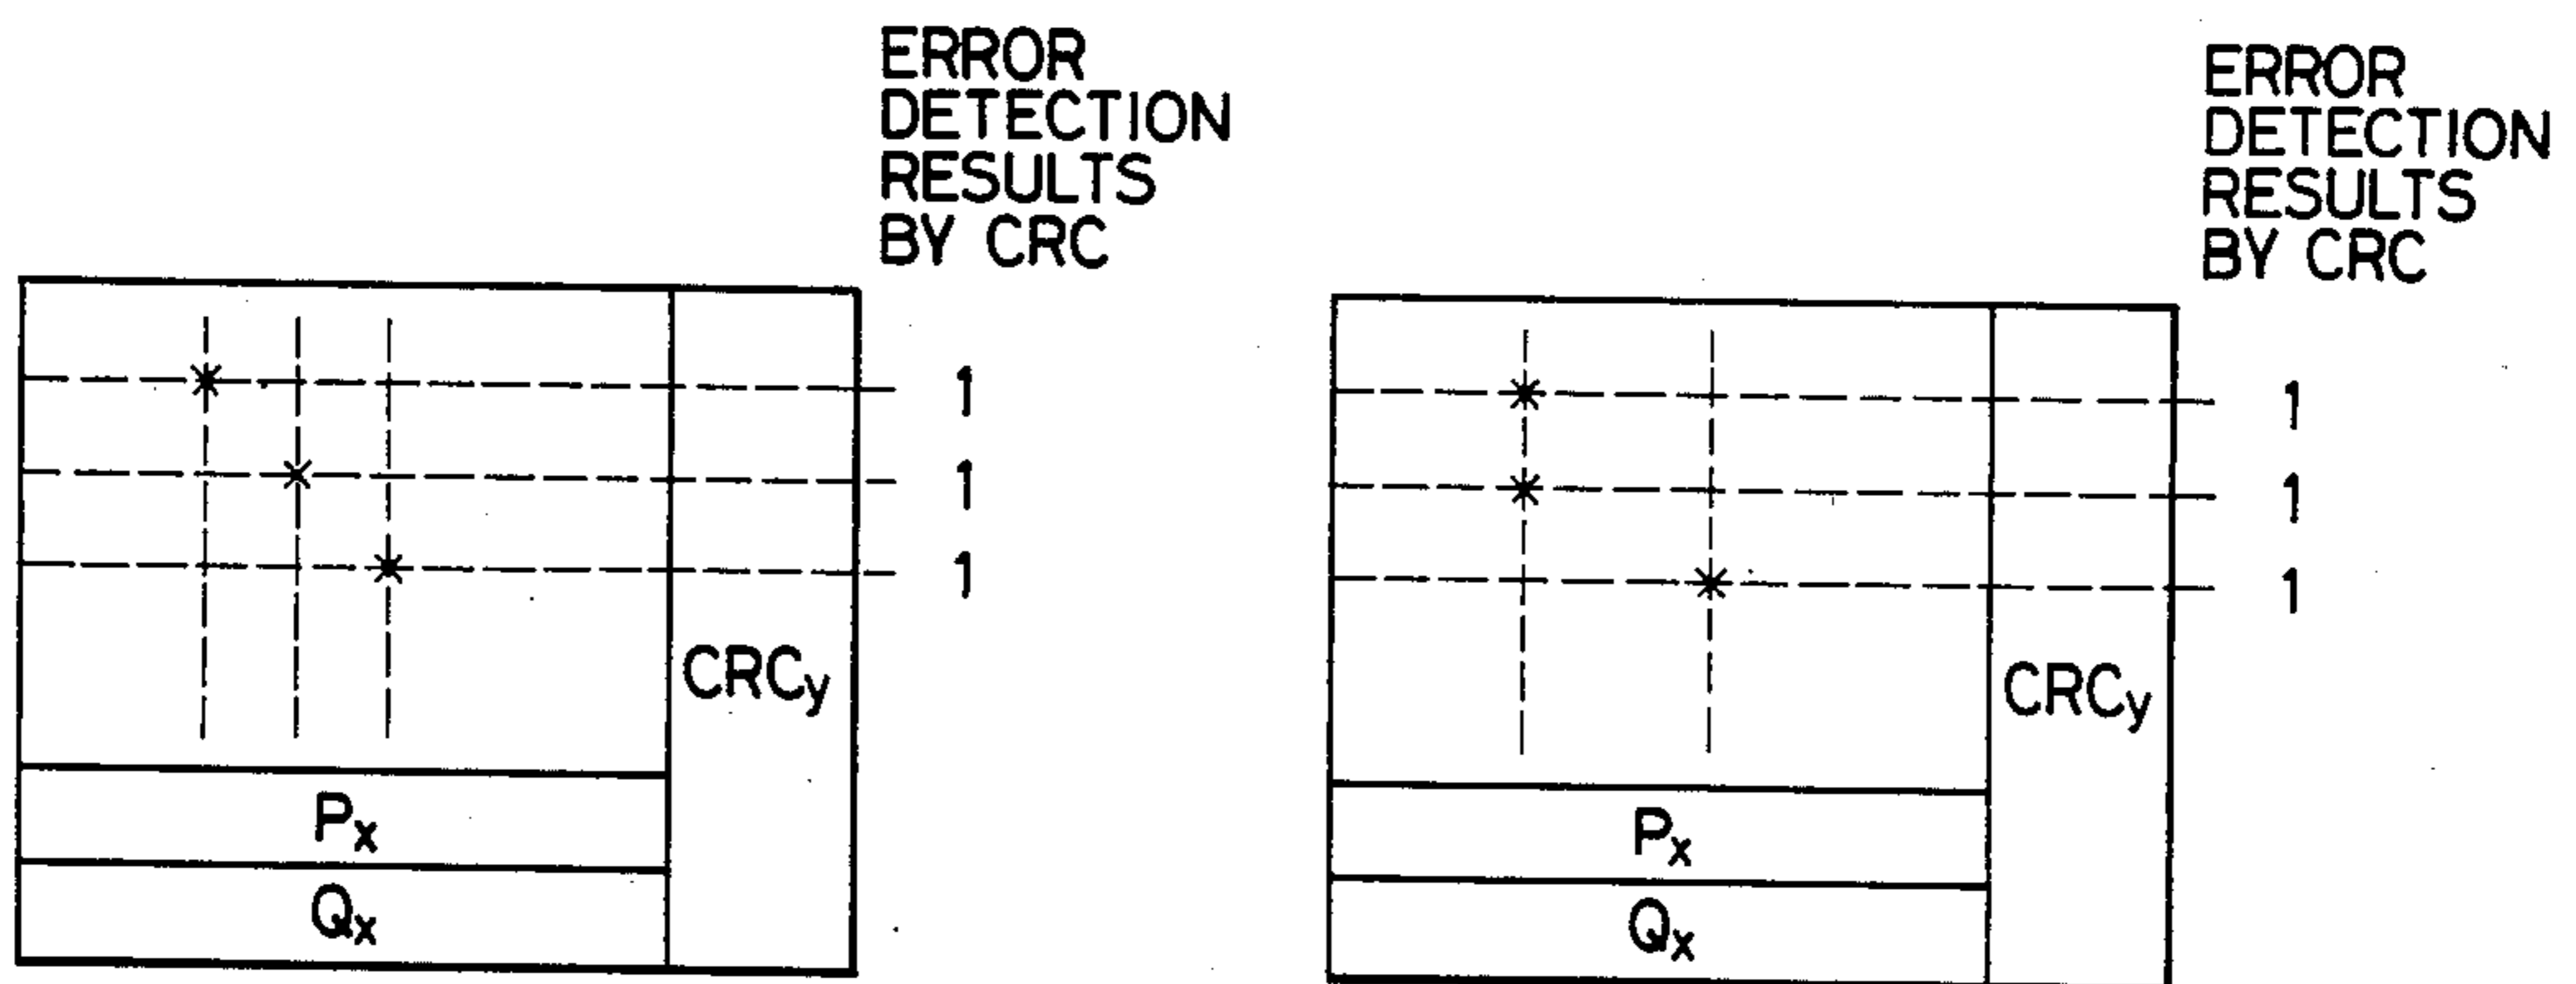 ERROR
DETECTION
RESULTS
BY CRC
1
1
1
CRCy
Px
Qx
ERROR
DETECTION
RESULTS
BY CRC
1
1
1
CRCy
Px
Qx